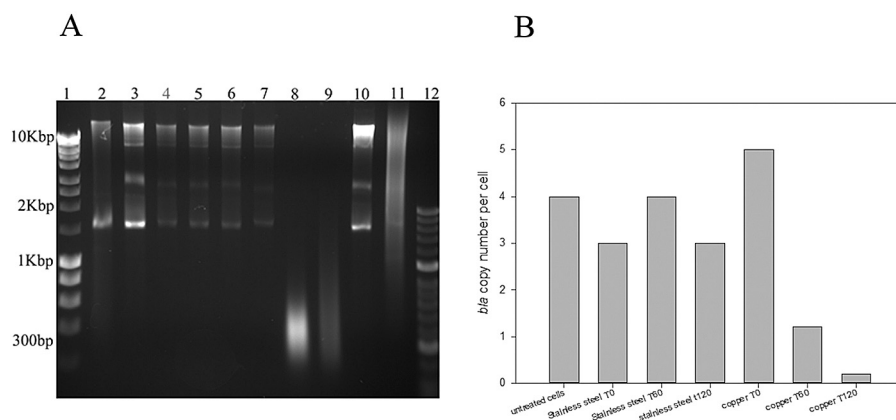 A
B
1 2 3 4 5 6 7 8 9 10 11 12
10Kbp
2Kbp
1Kbp
300bp
bla copy number per cell
6
5
4
3
2
1
0
untreated cells
Stainless steel T0
Stainless steel T60
stainless steel t120
copper T0
copper T60
copper T120